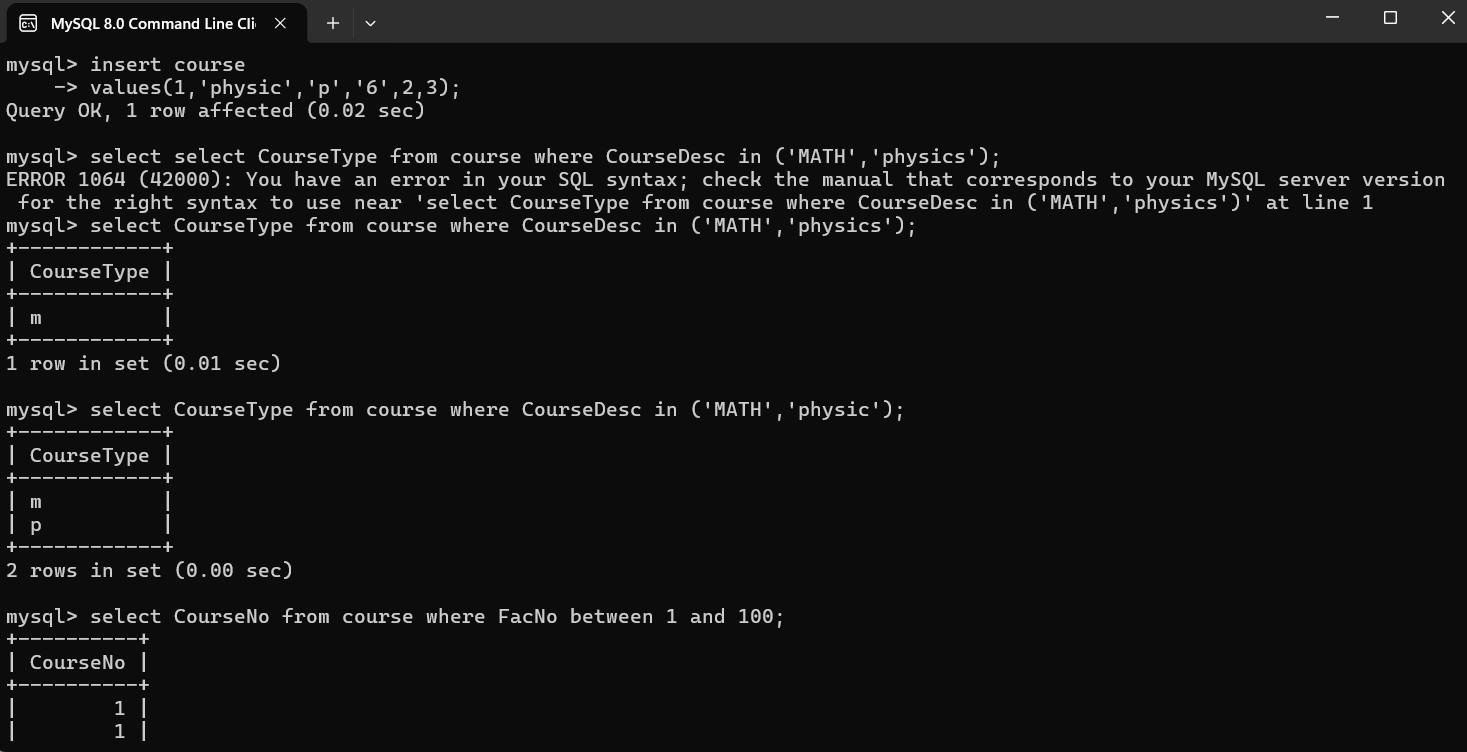 MySQL 8.0 Command Line Cli
mysql> insert course
    -> values(1,'physic','p','6',2,3);
Query OK, 1 row affected (0.02 sec)

mysql> select select CourseType from course where CourseDesc in ('MATH','physics');
ERROR 1064 (42000): You have an error in your SQL syntax; check the manual that corresponds to your MySQL server version
 for the right syntax to use near 'select CourseType from course where CourseDesc in ('MATH','physics')' at line 1
mysql> select CourseType from course where CourseDesc in ('MATH','physics');
+------------+
| CourseType |
+------------+
| m          |
+------------+
1 row in set (0.01 sec)

mysql> select CourseType from course where CourseDesc in ('MATH','physic');
+------------+
| CourseType |
+------------+
| m          |
| p          |
+------------+
2 rows in set (0.00 sec)

mysql> select CourseNo from course where FacNo between 1 and 100;
+----------+
| CourseNo |
+----------+
|        1 |
|        1 |